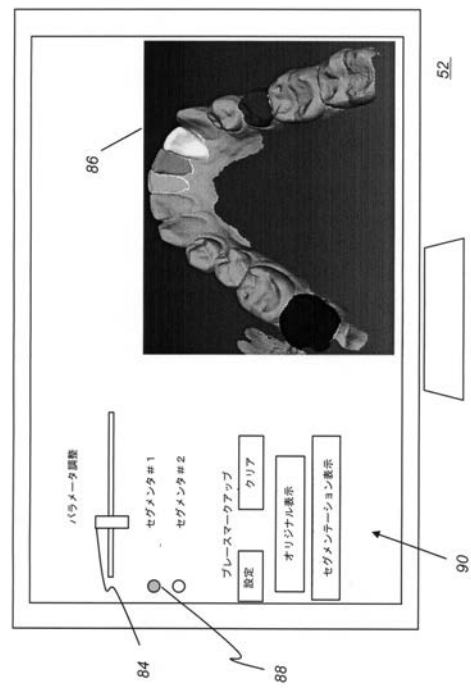 パラメータ調整
セグメンタ#1
セグメンタ#2
ブレースマークアップ
設定
クリア
オリジナル表示
セグメンテーション表示
84
88
90
86
52